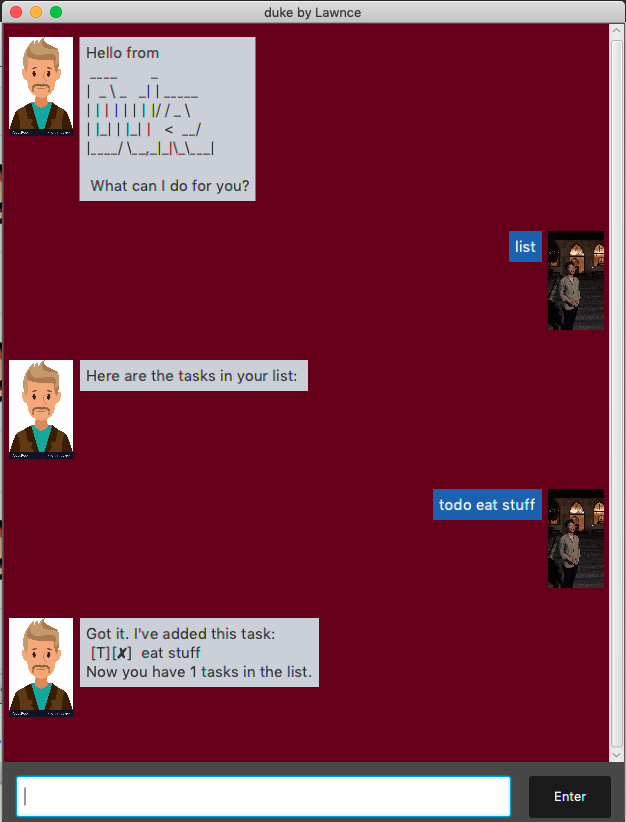 duke by Lawnce
Hello from
 ____        _
|  _ \ _   _| | _____
| | | | | | | |/ / _ \
| |_| | |_| |   <  __/
|____/ \__,_|_|\_\___|
What can I do for you?
list
Here are the tasks in your list:
todo eat stuff
Got it. I've added this task:
[T][✘] eat stuff
Now you have 1 tasks in the list.
Enter